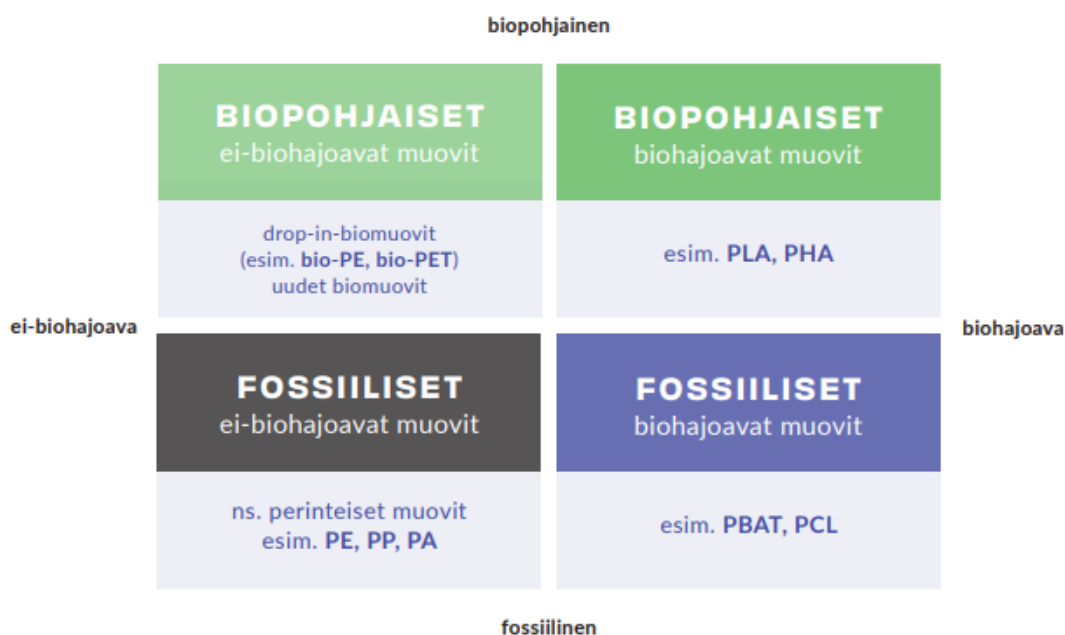 biopohjainen
BIOPOHJAISET
ei-biohajoavat muovit
drop-in-biomuovit
(esim. bio-PE, bio-PET)
uudet biomuovit
BIOPOHJAISET
biohajoavat muovit
esim. PLA, PHA
ei-biohajoava
biohajoava
FOSSIILISET
ei-biohajoavat muovit
ns. perinteiset muovit
esim. PE, PP, PA
FOSSIILISET
biohajoavat muovit
esim. PBAT, PCL
fossiilinen